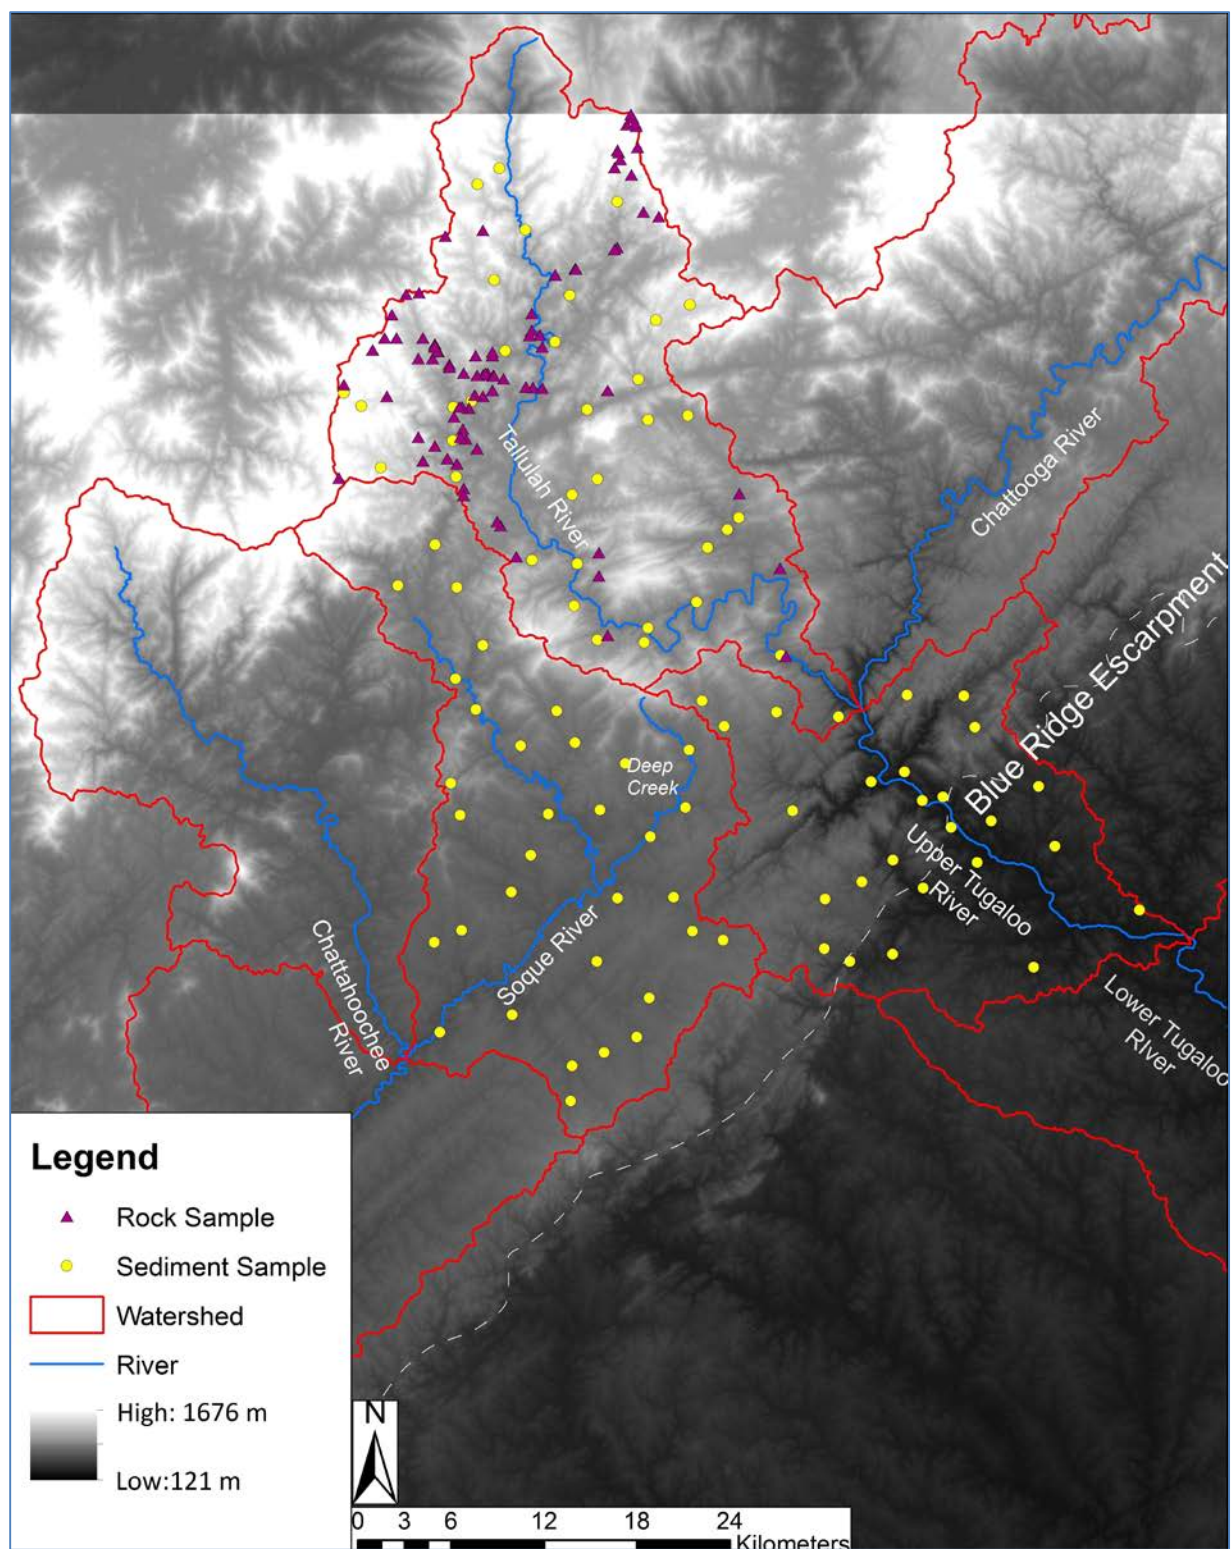 Tallulah River
Chattooga River
Blue Ridge Escarpment
Deep
Creek
Upper Tugaloo
River
Soque River
Chattahoochee
River
Lower Tugaloo
RIver
Legend
Rock Sample
Sediment Sample
Watershed
River
High: 1676 m
Low:121 m
N
0 3 6 12 18 24
Kilometers